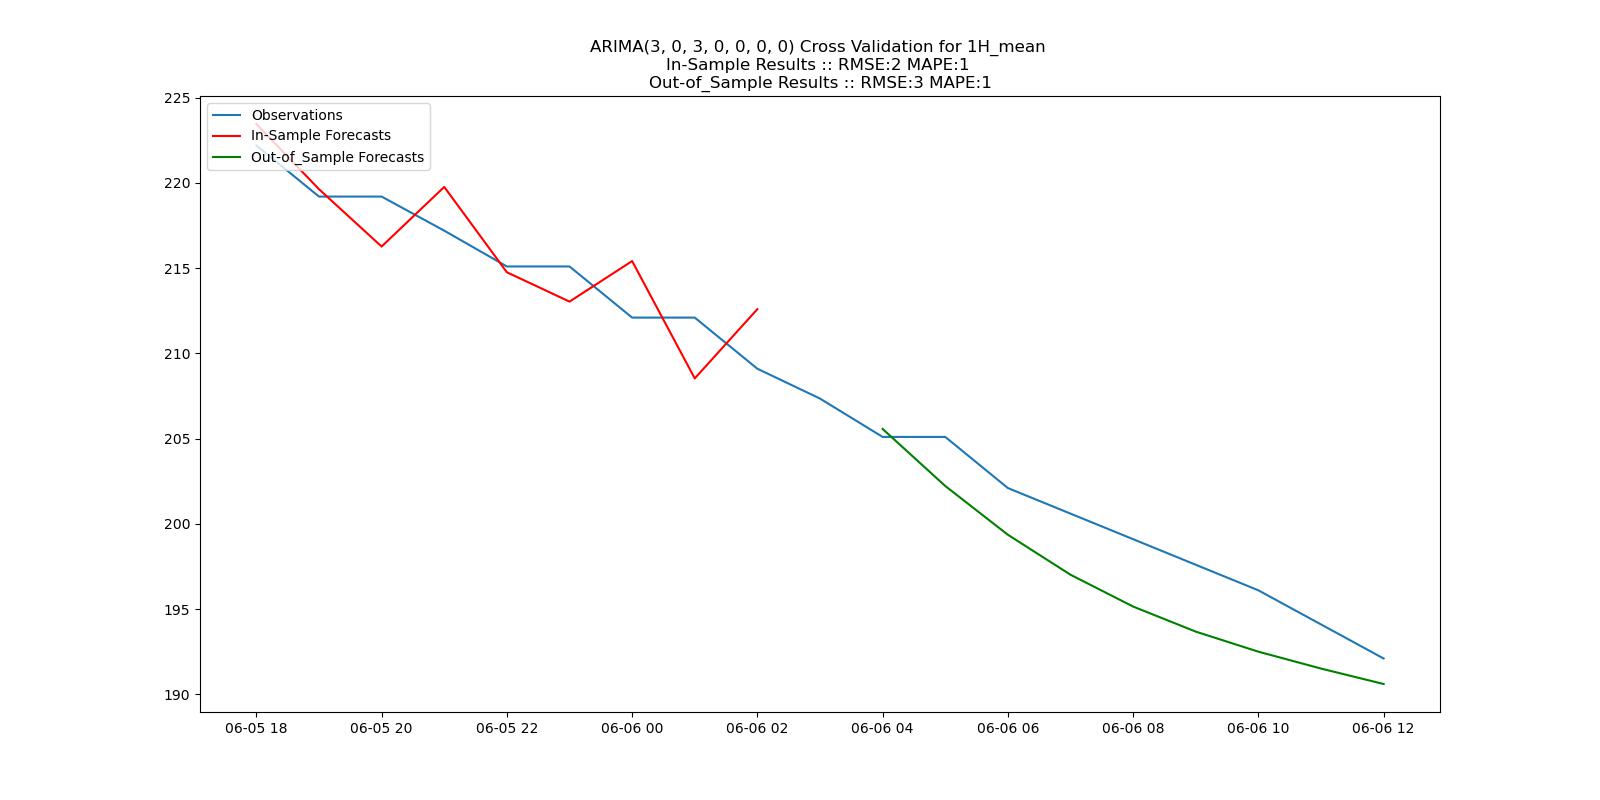 ARIMA(3, 0, 3, 0, 0, 0, 0) Cross Validation for 1H_mean
In-Sample Results :: RMSE:2 MAPE:1
Out-of_Sample Results :: RMSE:3 MAPE:1
Observations
In-Sample Forecasts
Out-of_Sample Forecasts
225
220
215
210
205
200
195
190
06-05 18 06-05 20 06-05 22 06-06 00 06-06 02 06-06 04 06-06 06 06-06 08 06-06 10 06-06 12